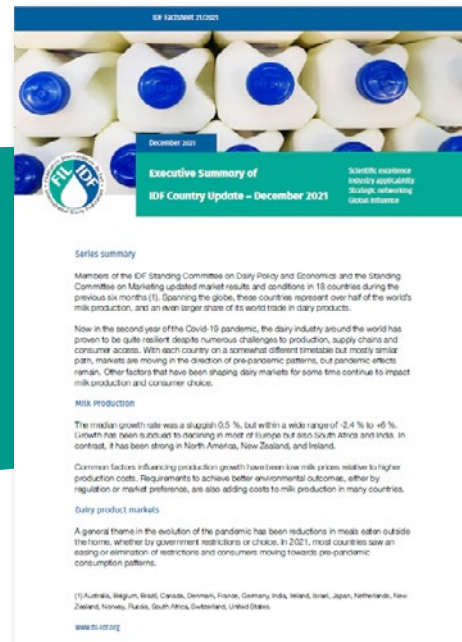 IDF Factsheet 21/2021
December 2021
Executive Summary of
IDF Country Update – December 2021
Scientific excellence
Industry applicability
Strategic networking
Global influence
FIL IDF
Series summary
Members of the IDF Standing Committee on Dairy Policy and Economics and the Standing
Committee on Marketing updated market results and conditions in 18 countries during the
previous six months (1). Spanning the globe, these countries represent over half of the world's
milk production, and an even larger share of its world trade in dairy products.
Now in the second year of the Covid-19 pandemic, the dairy industry around the world has
proven to be quite resilient despite numerous challenges to production, supply chains and
consumer access. With each country on a somewhat different timetable but mostly similar
path, markets are moving in the direction of pre-pandemic patterns, but pandemic effects
remain. Other factors that have been shaping dairy markets for some time continue to impact
milk production and consumer choice.
Milk Production
The median growth rate was a sluggish 0.5 %, but within a wide range of -2.4 % to +6 %.
Growth has been subdued to declining in most of Europe but also South Africa and India. In
contrast, it has been strong in North America, New Zealand, and Ireland.
Common factors influencing production growth have been low milk prices relative to higher
production costs. Requirements to achieve better environmental outcomes, either by
regulation or market preference, are also adding costs to milk production in many countries.
Dairy product markets
A general theme in the evolution of the pandemic has been reductions in meals eaten outside
the home, whether by government restrictions or choice. In 2021, most countries saw an
easing or elimination of restrictions and consumers moving towards pre-pandemic
consumption patterns.
(1) Australia, Belgium, Brazil, Canada, Denmark, France, Germany, India, Ireland, Israel, Japan, Netherlands, New
Zealand, Norway, Russia, South Africa, Switzerland, United States.
www.fil-idf.org